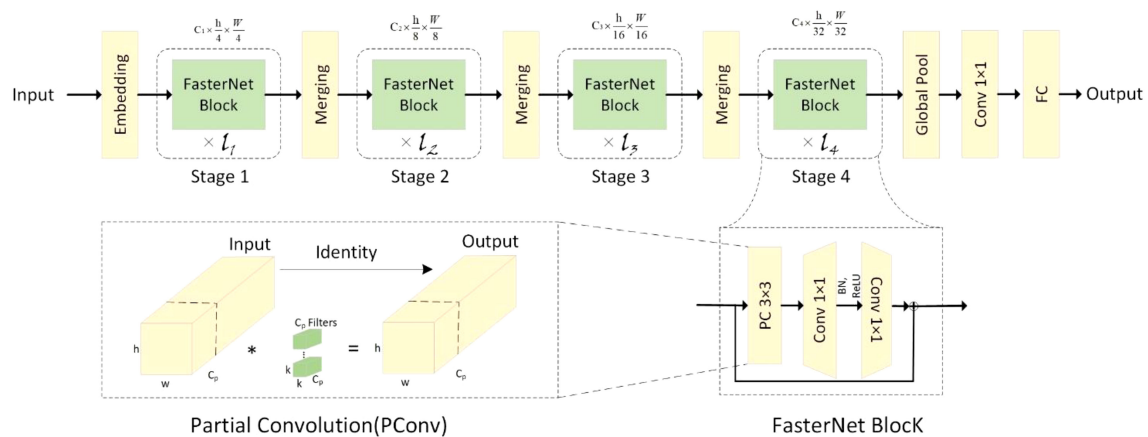 C₁×h/4×W/4
C₂×h/8×W/8
C₃×h/16×W/16
C₄×h/32×W/32
Input
Embedding
FasterNet
Block
× l₁
Stage 1
Merging
FasterNet
Block
× l₂
Stage 2
Merging
FasterNet
Block
× l₃
Stage 3
Merging
FasterNet
Block
× l₄
Stage 4
Global Pool
Conv 1×1
FC
Output
Input
Identity
Output
h
w
Cₚ
*
Cₚ Filters
k
k
Cₚ
=
h
w
Cₚ
Partial Convolution(PConv)
PC 3×3
Conv 1×1
BN,
ReLU
Conv 1×1
FasterNet BlocK